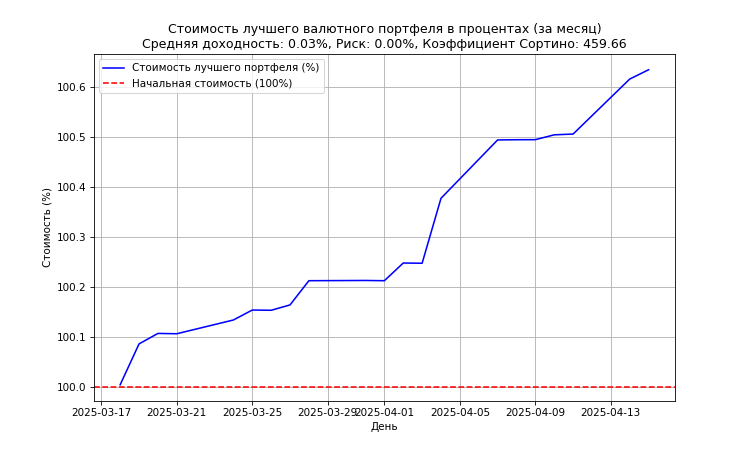 Стоимость лучшего валютного портфеля в процентах (за месяц)
Средняя доходность: 0.03%, Риск: 0.00%, Коэффициент Сортино: 459.66
Стоимость лучшего портфеля (%)
Начальная стоимость (100%)
Стоимость (%)
100.6
100.5
100.4
100.3
100.2
100.1
100.0
2025-03-17 2025-03-21 2025-03-25 2025-03-29 2025-04-01 2025-04-05 2025-04-09 2025-04-13
День